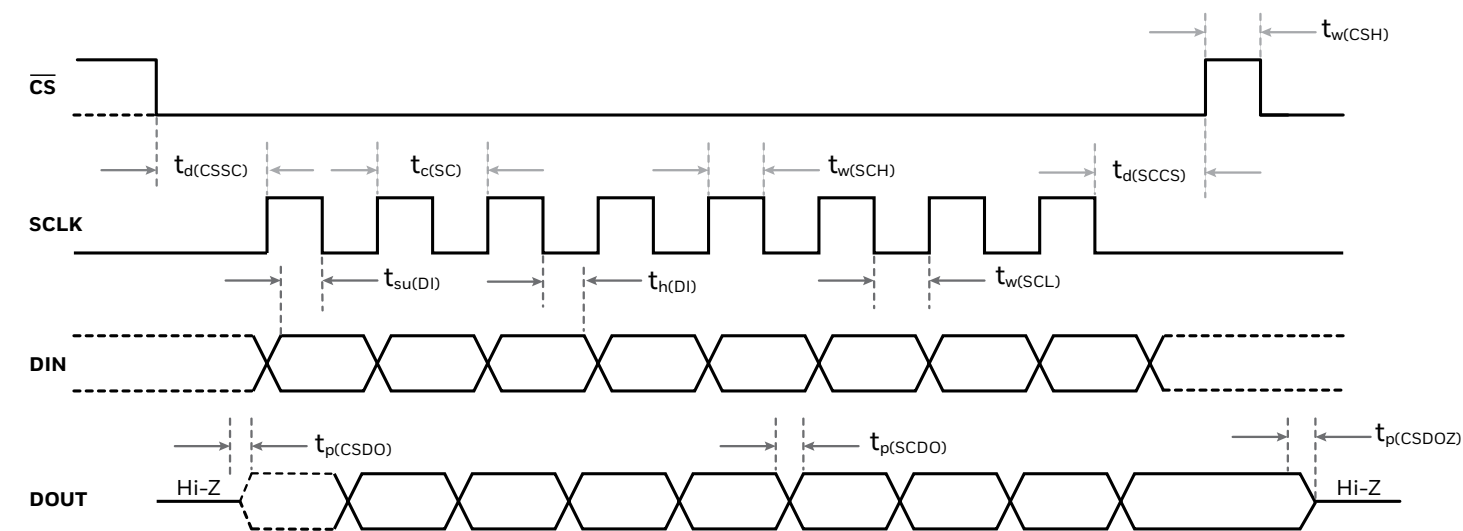 t_w(CSH)
C̅S̅
t_d(CSSC) t_c(SC) t_w(SCH) t_d(SCCS)
SCLK
t_su(DI) t_h(DI) t_w(SCL)
DIN
t_p(CSDO) t_p(SCDO) t_p(CSDOZ)
DOUT Hi-Z Hi-Z